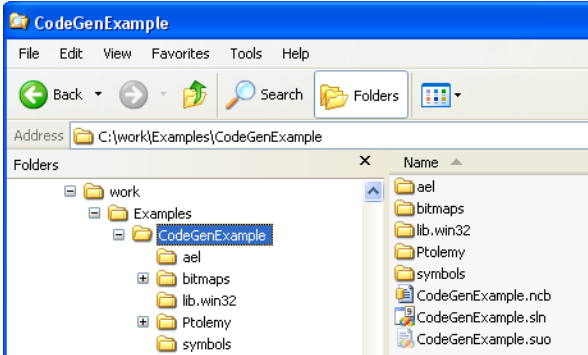 CodeGenExample
File Edit View Favorites Tools Help
Back Search Folders
Address C:\work\Examples\CodeGenExample
Folders X Name
work
Examples
CodeGenExample
ael
bitmaps
lib.win32
Ptolemy
symbols
ael
bitmaps
lib.win32
Ptolemy
symbols
CodeGenExample.ncb
CodeGenExample.sln
CodeGenExample.suo